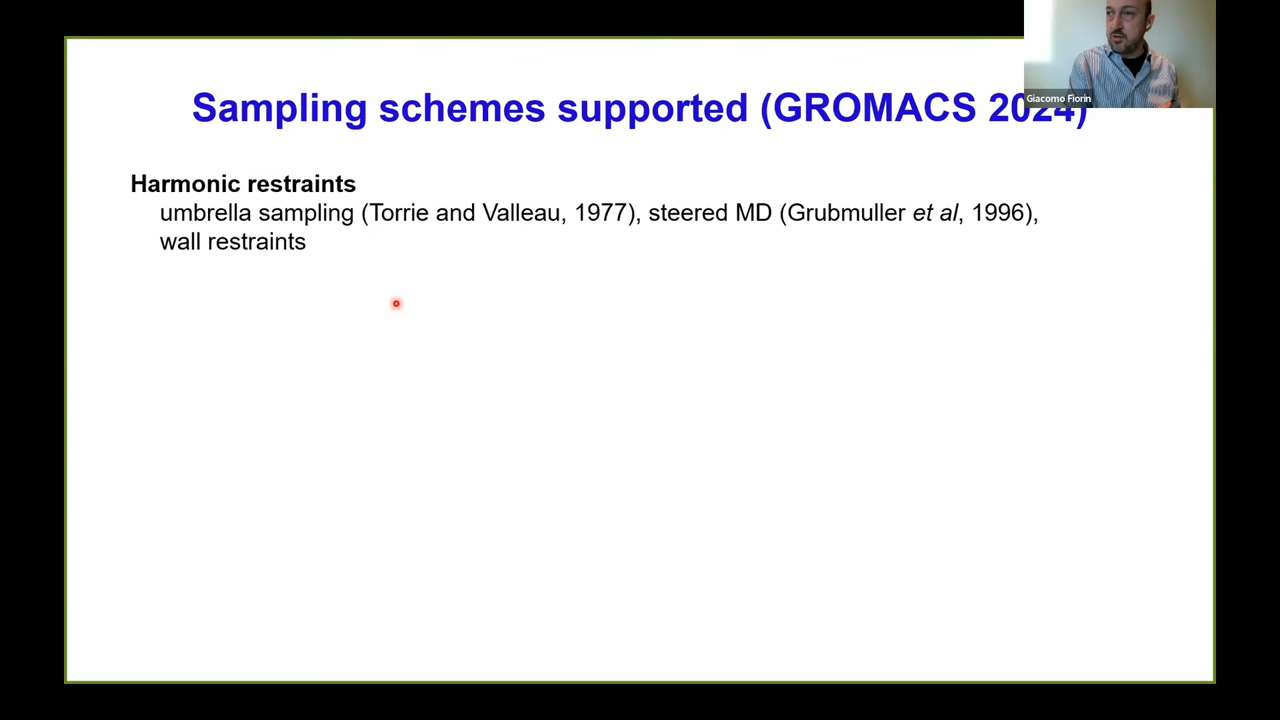 Giacomo Fiorin
Sampling schemes supported (GROMACS 2024)
Harmonic restraints
umbrella sampling (Torrie and Valleau, 1977), steered MD (Grubmuller et al, 1996),
wall restraints